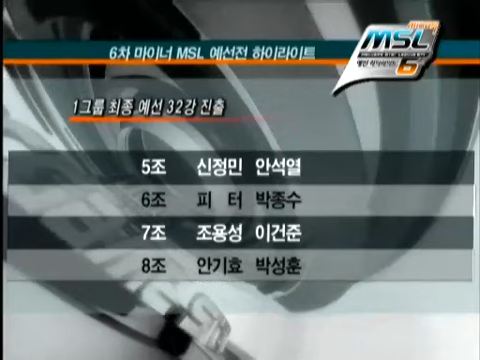 6차 마이너 MSL 예선전 하이라이트
MSL
6
1그룹 최종 예선 32강 진출
5조 신정민 안석열
6조 피 터 박종수
7조 조용성 이건준
8조 안기효 박성훈